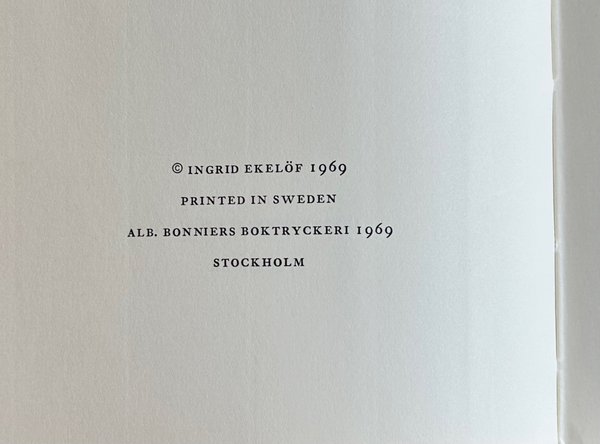 © INGRID EKELÖF 1969
PRINTED IN SWEDEN
ALB. BONNIERS BOKTRYCKERI 1969
STOCKHOLM